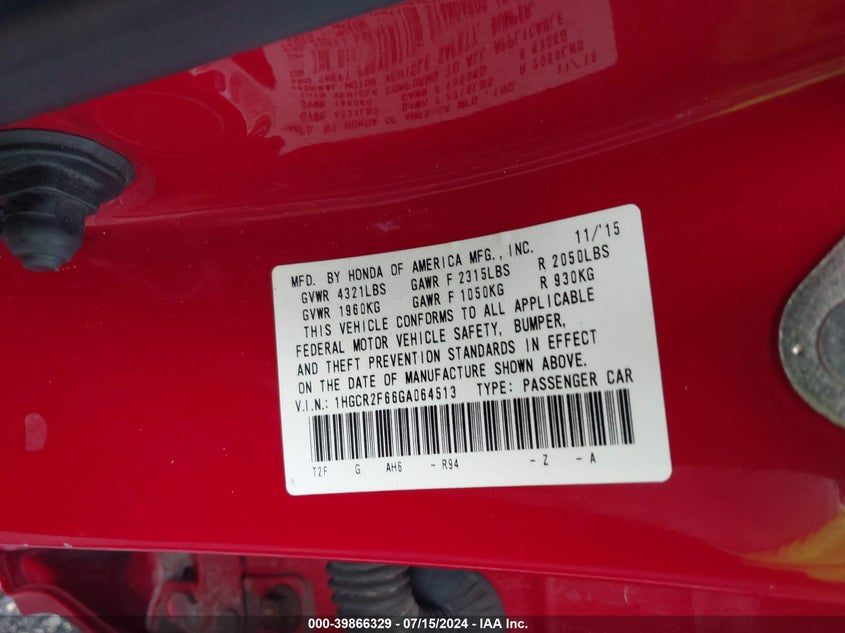 MFD. BY HONDA OF AMERICA MFG., INC. 11/'15
GVWR 4321LBS GAWR F 2315LBS R 2050LBS
GVWR 1960KG GAWR F 1050KG R 930KG
THIS VEHICLE CONFORMS TO ALL APPLICABLE
FEDERAL MOTOR VEHICLE SAFETY, BUMPER,
AND THEFT PREVENTION STANDARDS IN EFFECT
ON THE DATE OF MANUFACTURE SHOWN ABOVE.
V.I.N.: 1HGCR2F66GA064513 TYPE: PASSENGER CAR
T2F G AH6 - R94 - Z - A
000-39866329 - 07/15/2024 - IAA Inc.